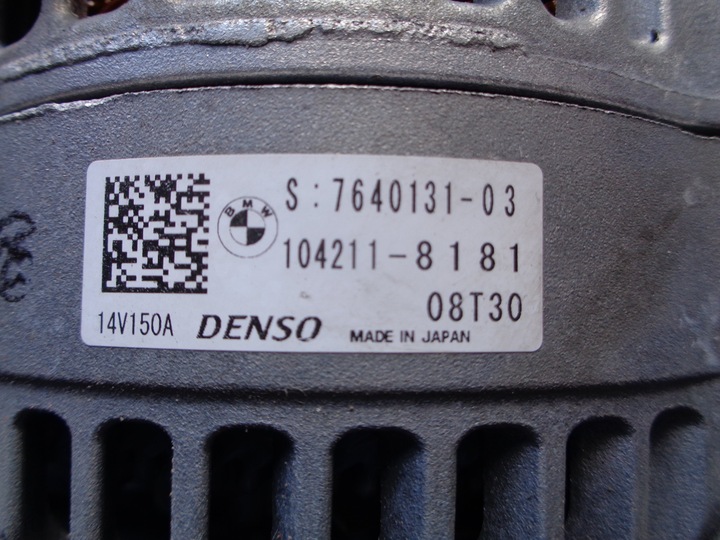 BMW
S:7640131-03
104211-8181
08T30
14V150A DENSO MADE IN JAPAN